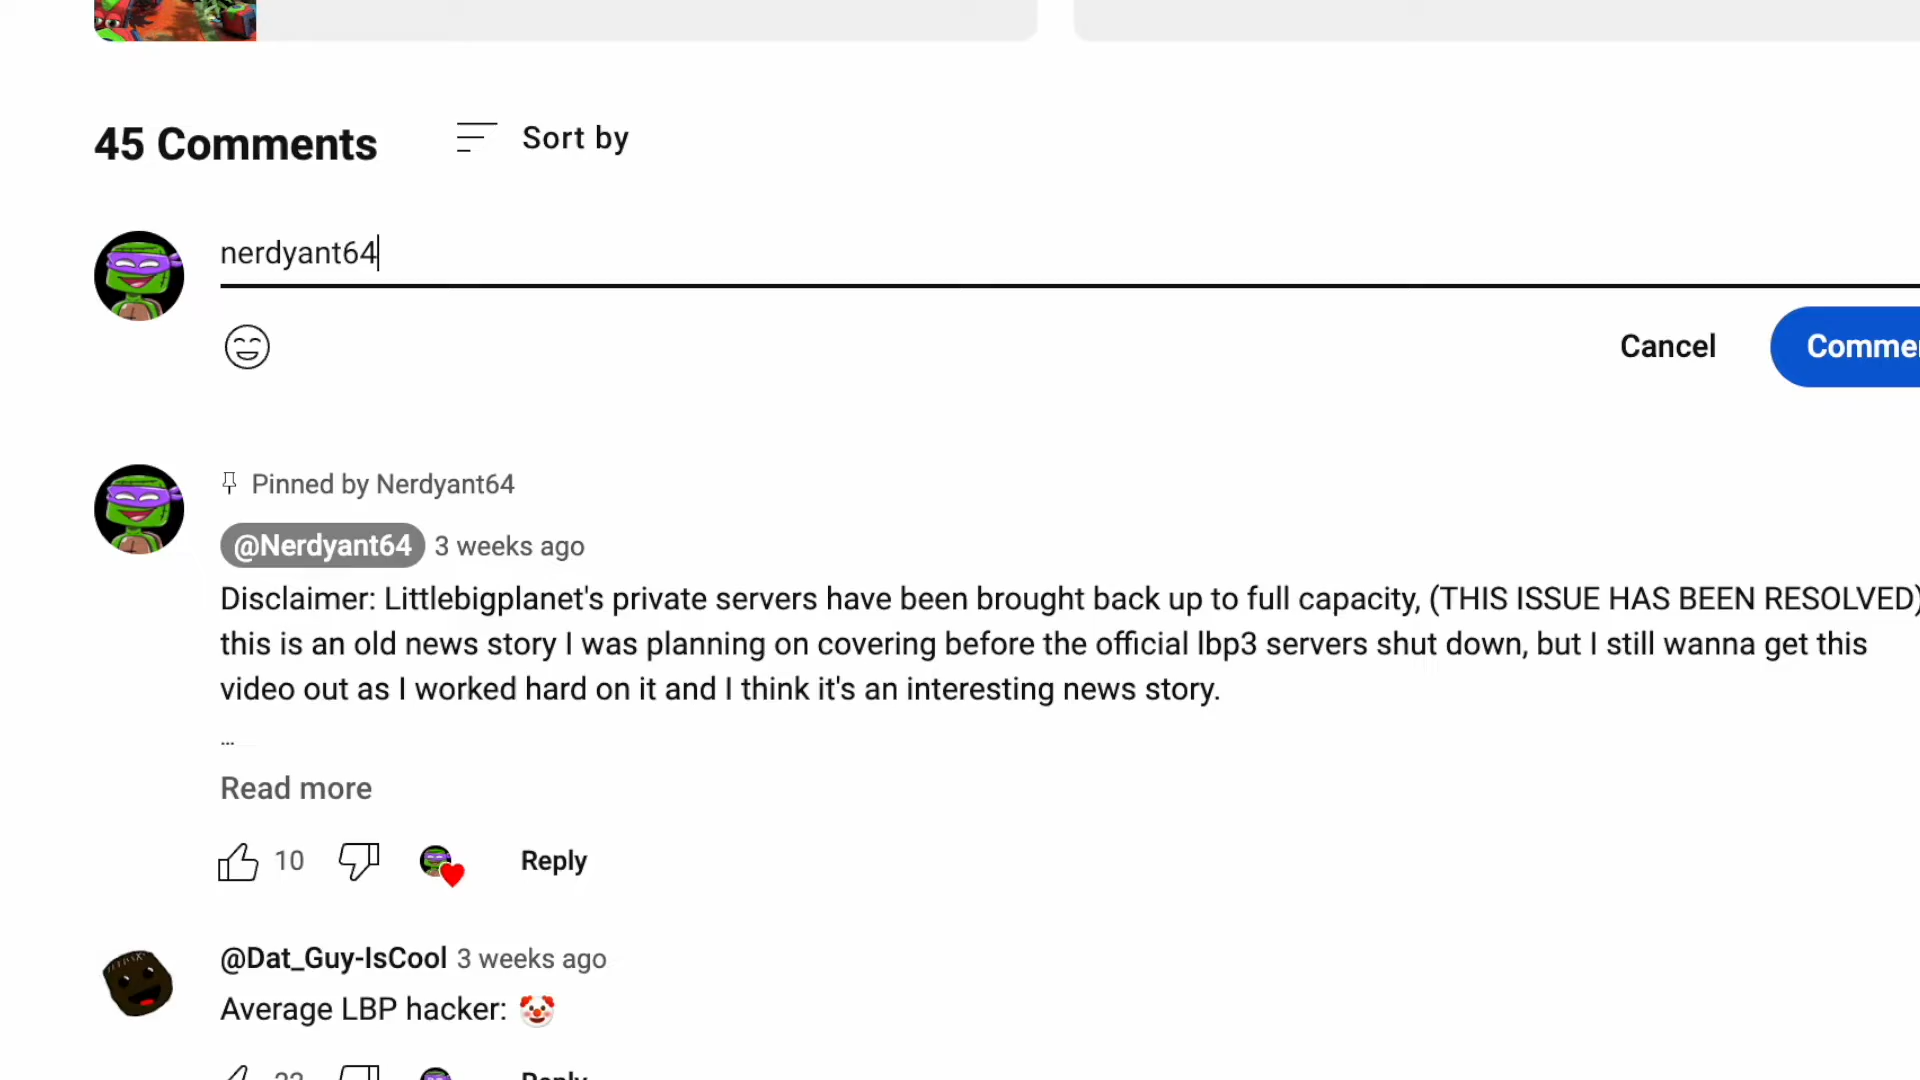 45 Comments
Sort by
nerdyant64
Cancel
Pinned by Nerdyant64
@Nerdyant64 3 weeks ago
Disclaimer: Littlebigplanet's private servers have been brought back up to full capacity, (THIS ISSUE HAS BEEN RESOLVED)
this is an old news story I was planning on covering before the official lbp3 servers shut down, but I still wanna get this
video out as I worked hard on it and I think it's an interesting news story.
...
Read more
10
Reply
@Dat_Guy-IsCool 3 weeks ago
Average LBP hacker: 🤡
Reply